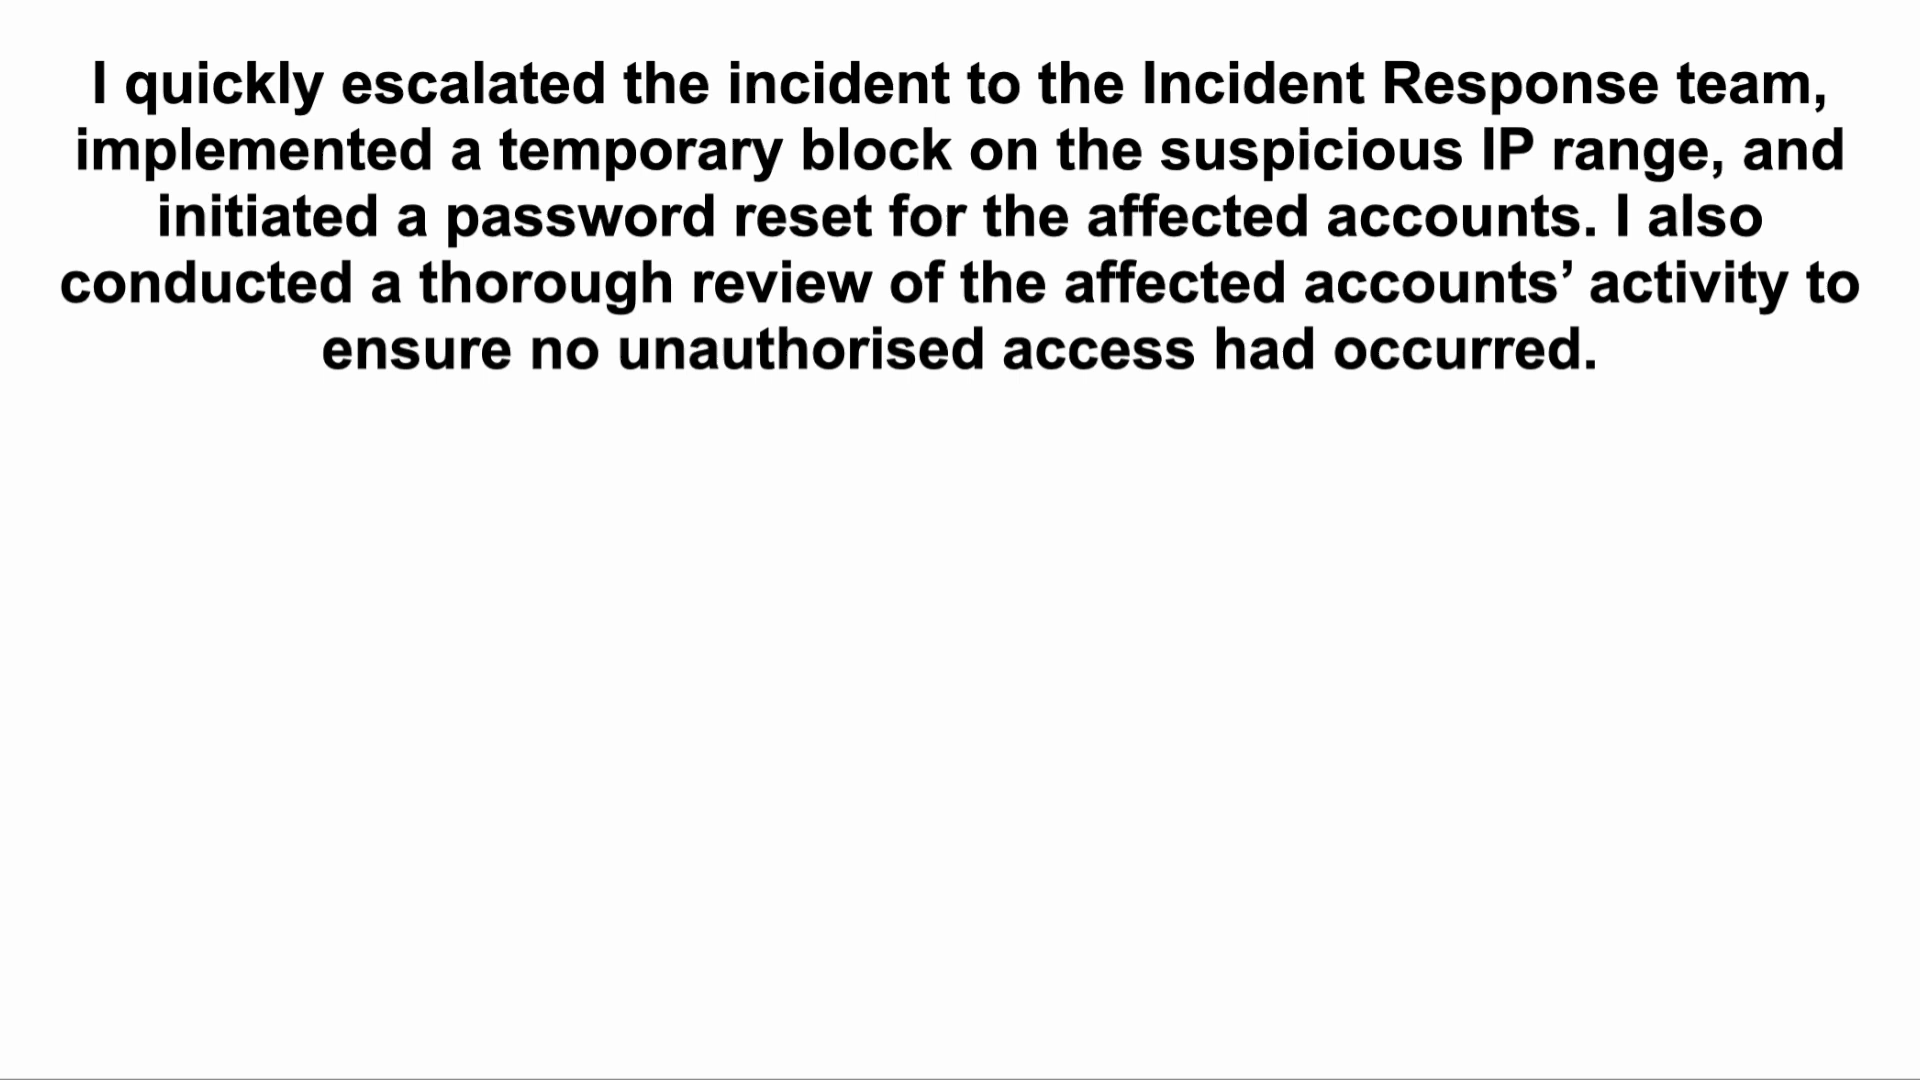 I quickly escalated the incident to the Incident Response team,
implemented a temporary block on the suspicious IP range, and
initiated a password reset for the affected accounts. I also
conducted a thorough review of the affected accounts’ activity to
ensure no unauthorised access had occurred.